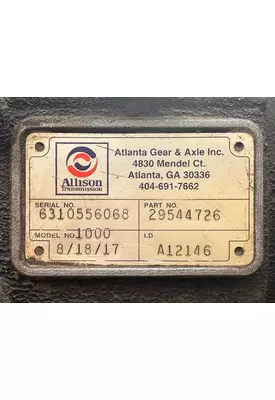 Atlanta Gear & Axle Inc.
4830 Mendel Ct.
Atlanta, GA 30336
404-691-7662
Allison
Transmission
SERIAL NO. PART NO.
6310556068 29544726
MODEL NO. 1000 I.D
8/18/17 A12146